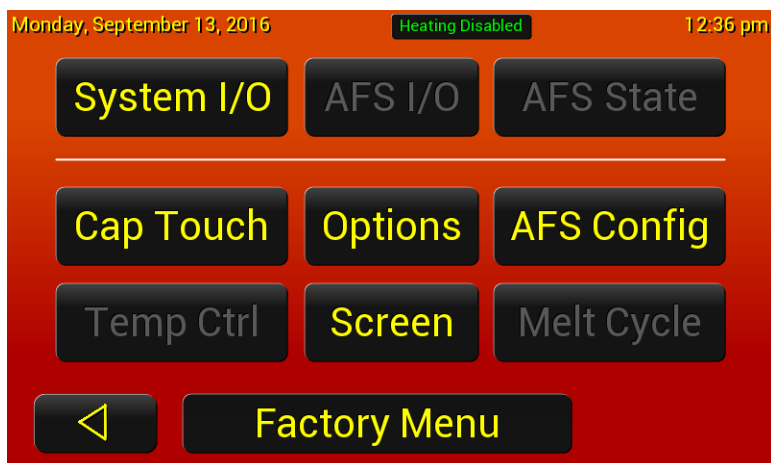 Monday, September 13, 2016 Heating Disabled 12:36 pm
System I/O AFS I/O AFS State
Cap Touch Options AFS Config
Temp Ctrl Screen Melt Cycle
Factory Menu